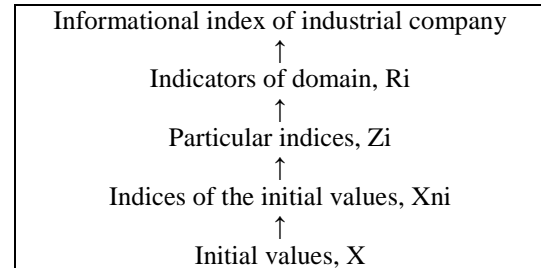 Informational index of industrial company
↑
Indicators of domain, Ri
↑
Particular indices, Zi
↑
Indices of the initial values, Xni
↑
Initial values, X